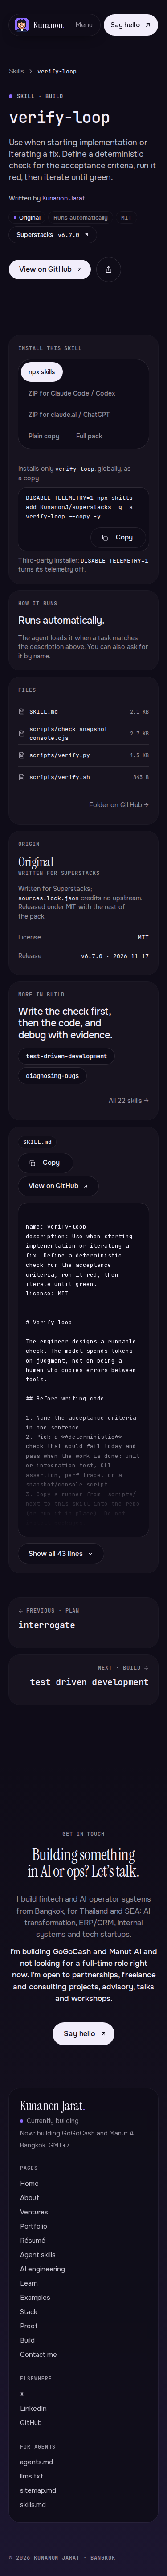 Kunanon
Menu
Say hello ↗
Skills > verify-loop
SKILL · BUILD
verify-loop
Use when starting implementation or
iterating a fix. Define a deterministic
check for the acceptance criteria, run it
red, then iterate until green.
Written by Kunanon Jarat
Original
Runs automatically
MIT
Superstacks v6.7.0 ↗
View on GitHub ↗
INSTALL THIS SKILL
npx skills
ZIP for Claude Code / Codex
ZIP for claude.ai / ChatGPT
Plain copy
Full pack
Installs only verify-loop, globally, as
a copy
DISABLE_TELEMETRY=1 npx skills
add KunanonJ/superstacks -g -s
verify-loop --copy -y
Copy
Third-party installer; DISABLE_TELEMETRY=1
turns its telemetry off.
HOW IT RUNS
Runs automatically.
The agent loads it when a task matches
the description above. You can also ask for
it by name.
FILES
SKILL.md 2.1 KB
scripts/check-snapshot-
console.cjs 2.7 KB
scripts/verify.py 1.5 KB
scripts/verify.sh 843 B
Folder on GitHub →
ORIGIN
Original
WRITTEN FOR SUPERSTACKS
Written for Superstacks;
sources.lock.json credits no upstream.
Released under MIT with the rest of
the pack.
License MIT
Release v6.7.0 · 2026-11-17
MORE IN BUILD
Write the check first,
then the code, and
debug with evidence.
test-driven-development
diagnosing-bugs
All 22 skills →
SKILL.md
Copy
View on GitHub ↗
---
name: verify-loop
description: Use when starting
implementation or iterating a
fix. Define a deterministic
check for the acceptance
criteria, run it red, then
iterate until green.
license: MIT
---
# Verify loop
The engineer designs a runnable
check. The model spends tokens
on judgment, not on being a
human who copies errors between
tools.
## Before writing code
1. Name the acceptance criteria
in one sentence.
2. Pick a **deterministic**
check that would fail today and
pass when the work is done: unit
or integration test, CLI
assertion, perf trace, or a
snapshot/console script.
3. Copy a runner from `scripts/`
Show all 43 lines
← PREVIOUS · PLAN
interrogate
NEXT · BUILD →
test-driven-development
GET IN TOUCH
Building something
in AI or ops? Let's talk.
I build fintech and AI operator systems
from Bangkok, for Thailand and SEA: AI
transformation, ERP/CRM, internal
systems and tech startups.
I'm building GoGoCash and Manut AI and
not looking for a full-time role right
now. I'm open to partnerships, freelance
and consulting projects, advisory, talks
and workshops.
Say hello ↗
Kunanon Jarat.
Currently building
Now: building GoGoCash and Manut AI
Bangkok, GMT+7
PAGES
Home
About
Ventures
Portfolio
Résumé
Agent skills
AI engineering
Learn
Examples
Stack
Proof
Build
Contact me
ELSEWHERE
X
LinkedIn
GitHub
FOR AGENTS
agents.md
llms.txt
sitemap.md
skills.md
© 2026 KUNANON JARAT · BANGKOK